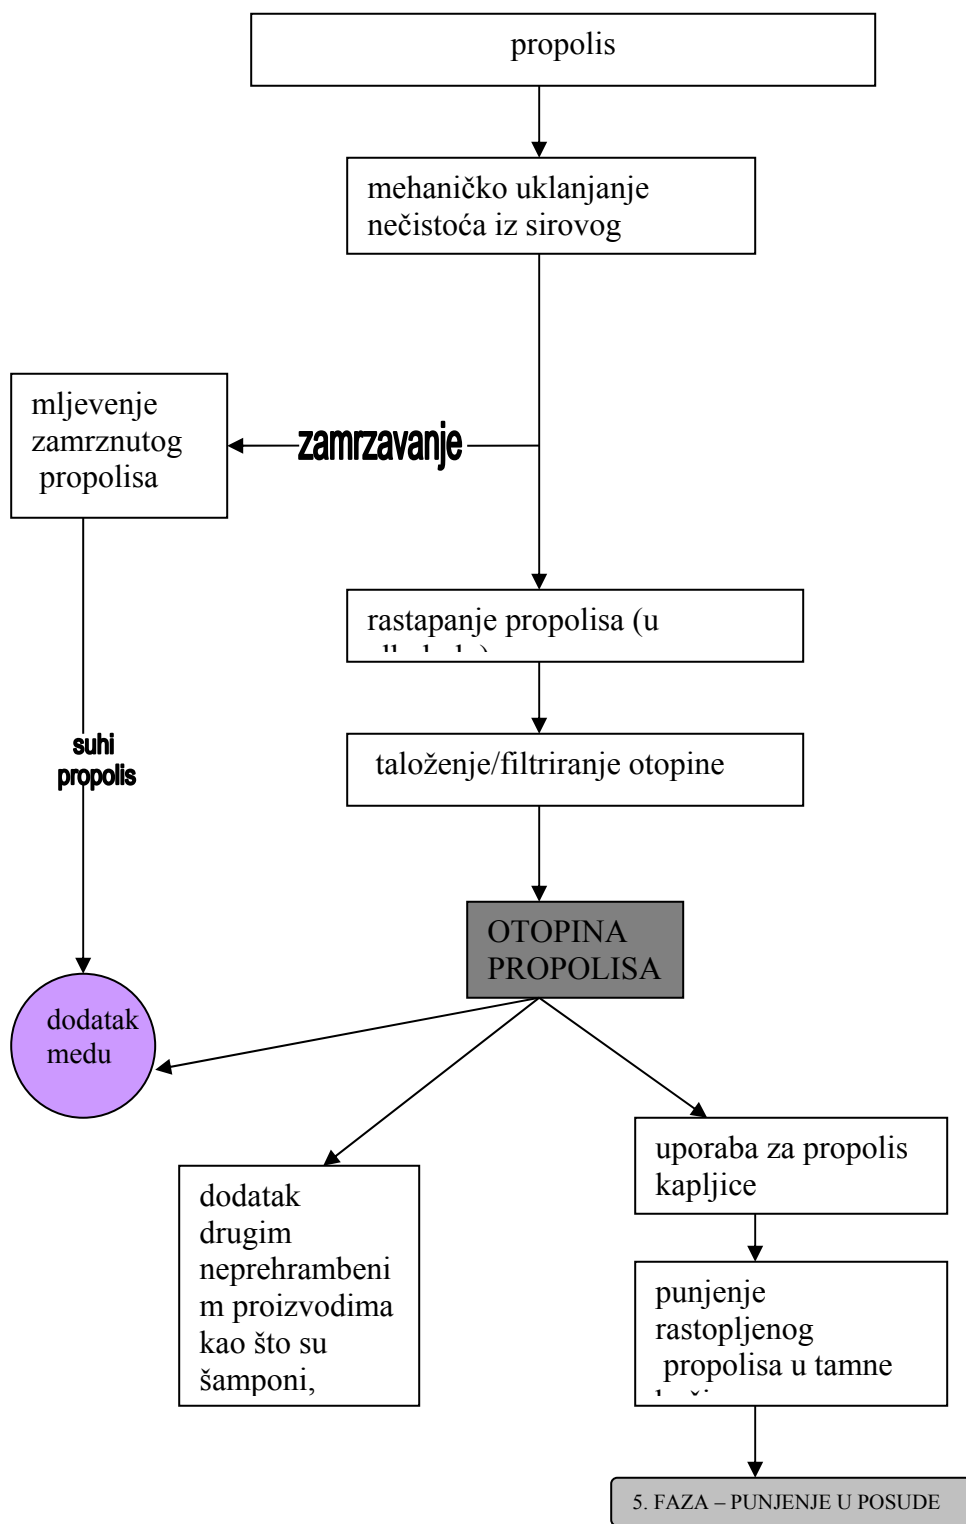 propolis
mehaničko uklanjanje
nečistoća iz sirovog
mljevenje
zamrznutog
propolisa
zamrzavanje
rastapanje propolisa (u
taloženje/filtriranje otopine
suhi
propolis
OTOPINA
PROPOLISA
dodatak
medu
uporaba za propolis
kapljice
dodatak
drugim
neprehrambeni
m proizvodima
kao što su
šamponi,
punjenje
rastopljenog
propolisa u tamne
5. FAZA – PUNJENJE U POSUDE